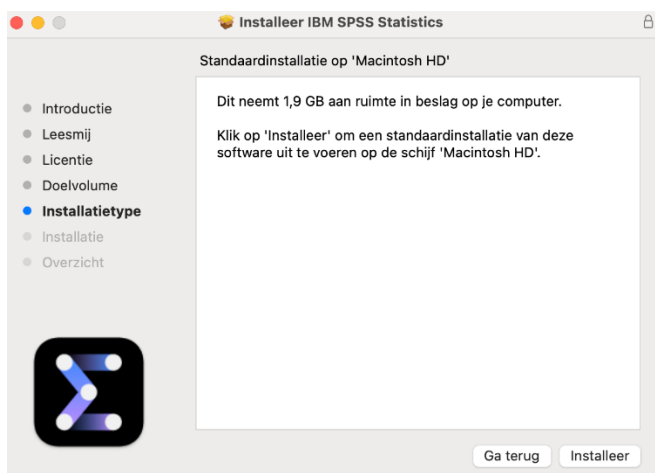 Installeer IBM SPSS Statistics
Standaardinstallatie op 'Macintosh HD'
Introductie
Leesmij
Licentie
Doelvolume
Installatietype
Installatie
Overzicht
Dit neemt 1,9 GB aan ruimte in beslag op je computer.
Klik op 'Installeer' om een standaardinstallatie van deze
software uit te voeren op de schijf 'Macintosh HD'.
Ga terug
Installeer